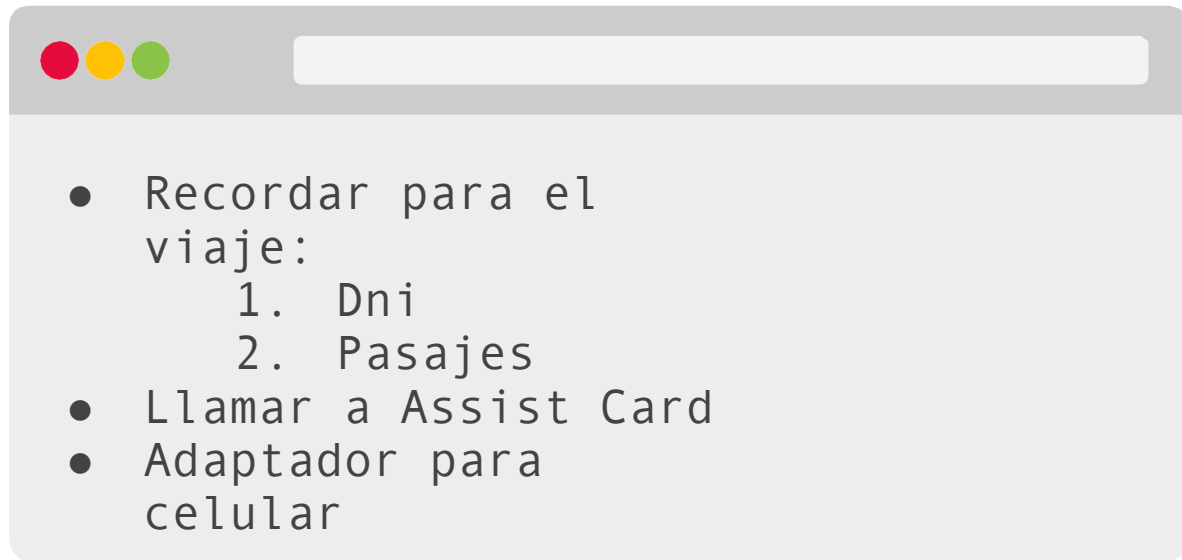 ● Recordar para el
viaje:
1. Dni
2. Pasajes
● Llamar a Assist Card
● Adaptador para
celular